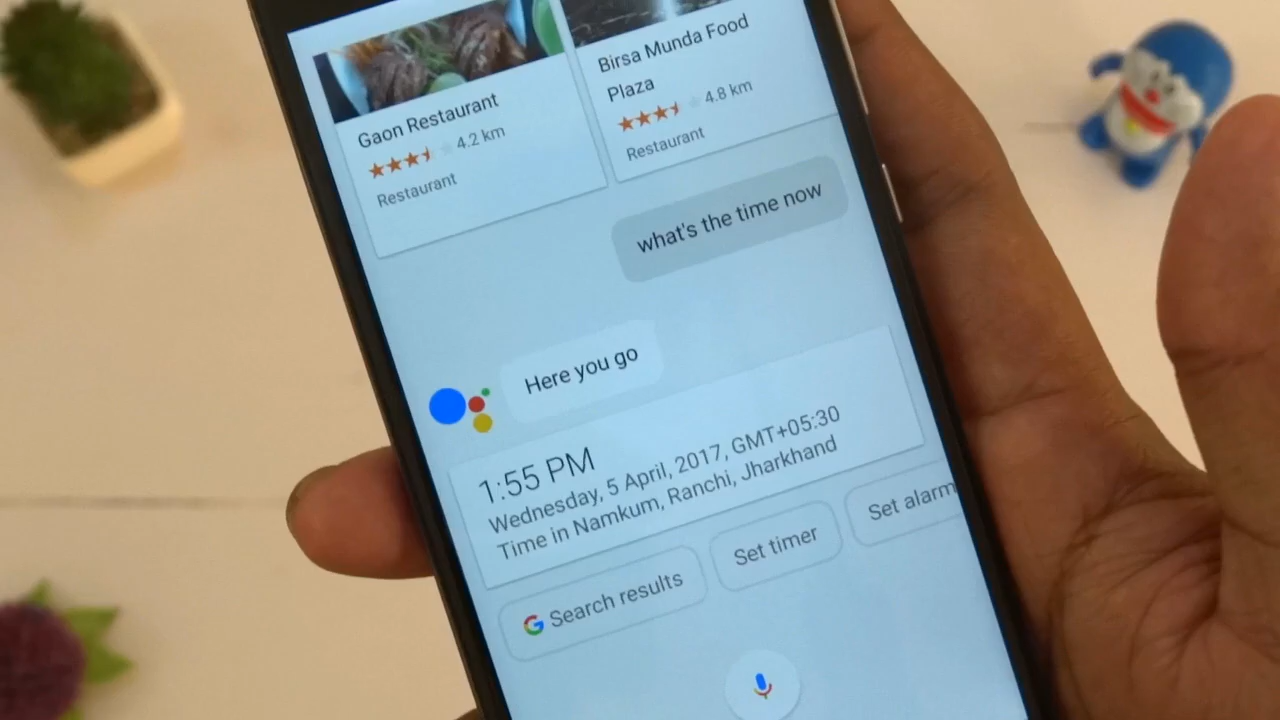 Gaon Restaurant
4.2 km
Restaurant
Birsa Munda Food
Plaza
4.8 km
Restaurant
what's the time now
Here you go
1:55 PM
Wednesday, 5 April, 2017, GMT+05:30
Time in Namkum, Ranchi, Jharkhand
G Search results
Set timer
Set alarm